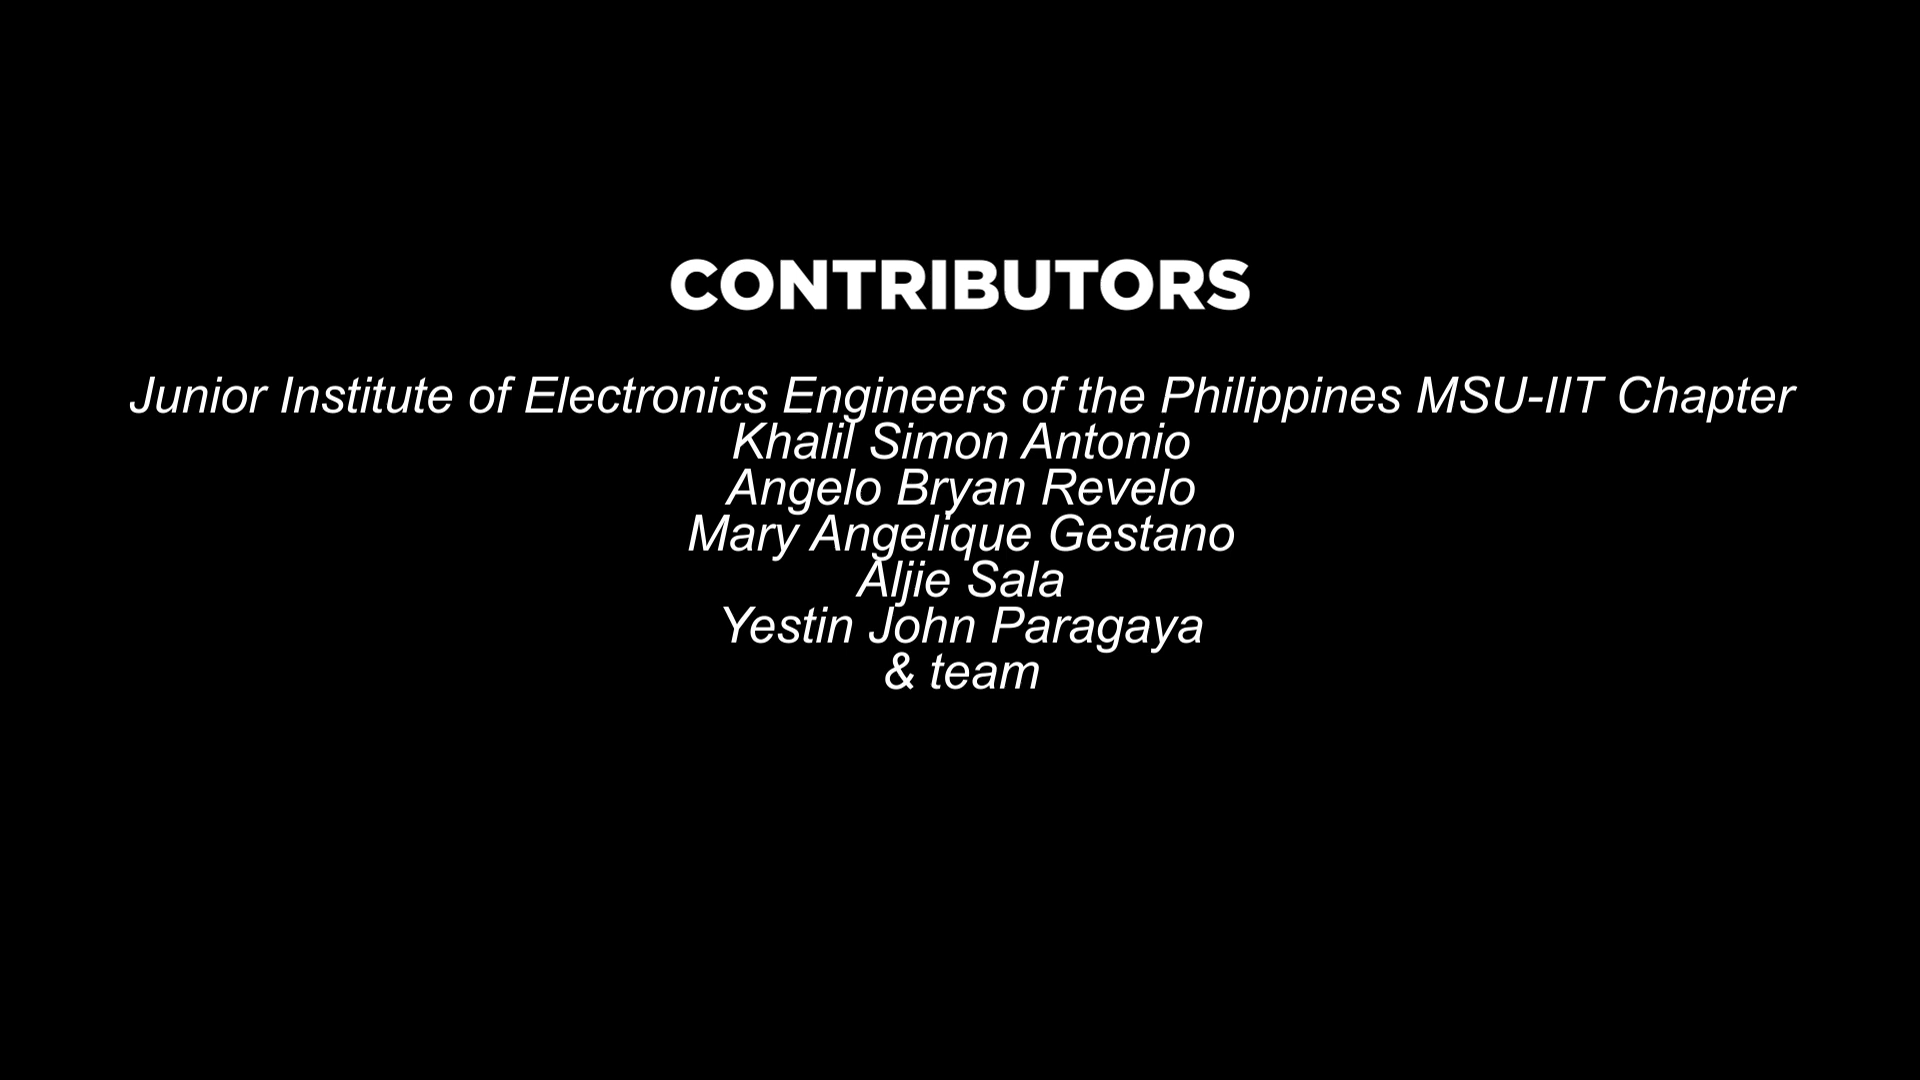 CONTRIBUTORS
Junior Institute of Electronics Engineers of the Philippines MSU-IIT Chapter
Khalil Simon Antonio
Angelo Bryan Revelo
Mary Angelique Gestano
Aljie Sala
Yestin John Paragaya
& team